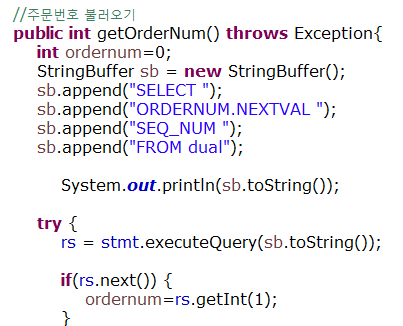 //주문번호 불러오기
public int getOrderNum() throws Exception{
int ordernum=0;
StringBuffer sb = new StringBuffer();
sb.append("SELECT ");
sb.append("ORDERNUM.NEXTVAL ");
sb.append("SEQ_NUM ");
sb.append("FROM dual");
System.out.println(sb.toString());
try {
rs = stmt.executeQuery(sb.toString());
if(rs.next()) {
ordernum=rs.getInt(1);
}